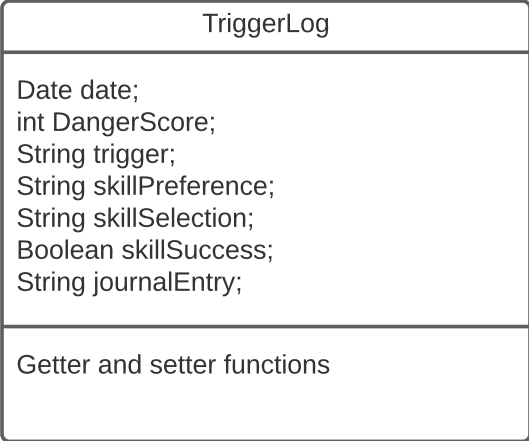 TriggerLog
Date date;
int DangerScore;
String trigger;
String skillPreference;
String skillSelection;
Boolean skillSuccess;
String journalEntry;
Getter and setter functions